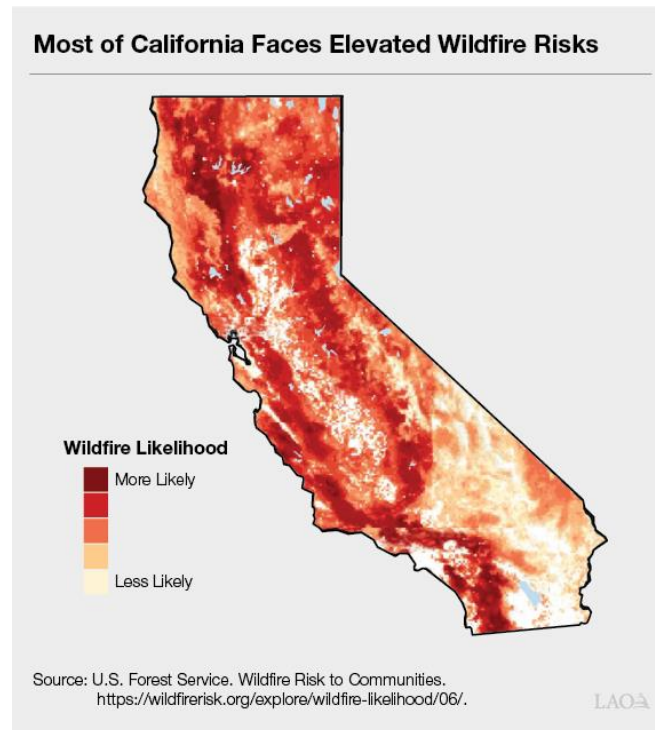 Most of California Faces Elevated Wildfire Risks
Wildfire Likelihood
More Likely
Less Likely
Source: U.S. Forest Service. Wildfire Risk to Communities.
https://wildfirerisk.org/explore/wildfire-likelihood/06/.
LAO